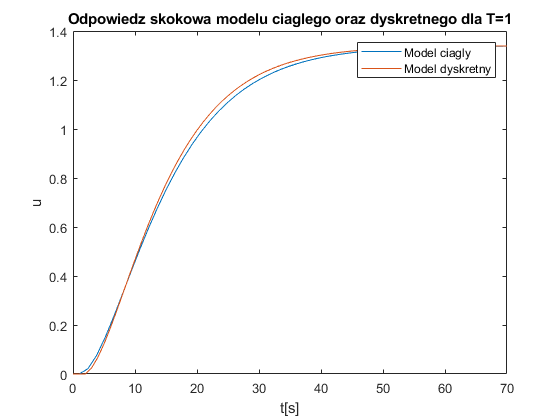 Odpowiedz skokowa modelu ciaglego oraz dyskretnego dla T=1
1.4
1.2
1
0.8
0.6
0.4
0.2
0
u
Model ciagly
Model dyskretny
0 10 20 30 40 50 60 70
t[s]